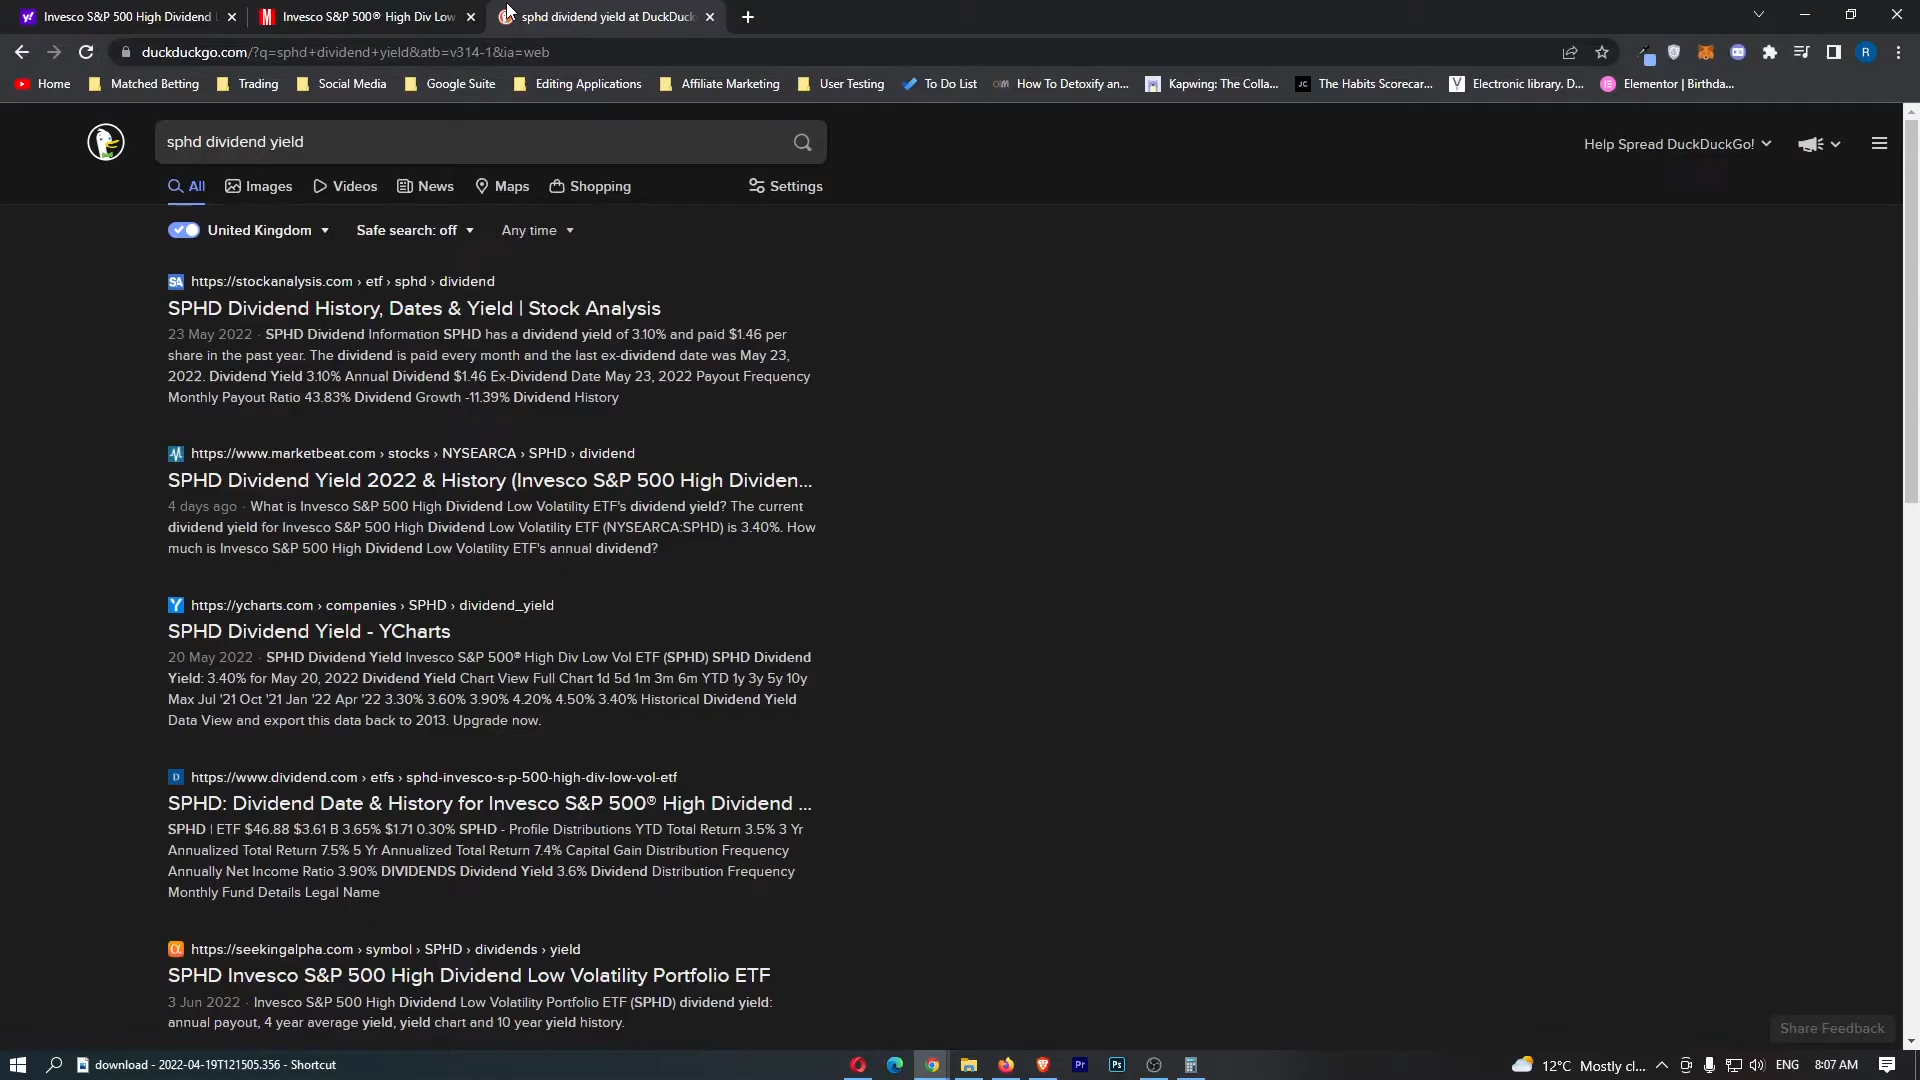 Invesco S&P 500 High Dividend L
Invesco S&P 500® High Div Low
sphd dividend yield at DuckDuck
duckduckgo.com/?q=sphd+dividend+yield&atb=v314-1&ia=web
R
Home
Matched Betting
Trading
Social Media
Google Suite
Editing Applications
Affiliate Marketing
User Testing
To Do List
How To Detoxify an...
Kapwing: The Colla...
JC
The Habits Scorecar...
Electronic library. D...
Elementor | Birthda...
sphd dividend yield
Help Spread DuckDuckGo!
All
Images
Videos
News
Maps
Shopping
Settings
United Kingdom
Safe search: off
Any time
SA https://stockanalysis.com › etf › sphd › dividend
SPHD Dividend History, Dates & Yield | Stock Analysis
23 May 2022 · SPHD Dividend Information SPHD has a dividend yield of 3.10% and paid $1.46 per
share in the past year. The dividend is paid every month and the last ex-dividend date was May 23,
2022. Dividend Yield 3.10% Annual Dividend $1.46 Ex-Dividend Date May 23, 2022 Payout Frequency
Monthly Payout Ratio 43.83% Dividend Growth -11.39% Dividend History
https://www.marketbeat.com › stocks › NYSEARCA › SPHD › dividend
SPHD Dividend Yield 2022 & History (Invesco S&P 500 High Dividen...
4 days ago · What is Invesco S&P 500 High Dividend Low Volatility ETF's dividend yield? The current
dividend yield for Invesco S&P 500 High Dividend Low Volatility ETF (NYSEARCA:SPHD) is 3.40%. How
much is Invesco S&P 500 High Dividend Low Volatility ETF's annual dividend?
Y https://ycharts.com › companies › SPHD › dividend_yield
SPHD Dividend Yield - YCharts
20 May 2022 · SPHD Dividend Yield Invesco S&P 500® High Div Low Vol ETF (SPHD) SPHD Dividend
Yield: 3.40% for May 20, 2022 Dividend Yield Chart View Full Chart 1d 5d 1m 3m 6m YTD 1y 3y 5y 10y
Max Jul '21 Oct '21 Jan '22 Apr '22 3.30% 3.60% 3.90% 4.20% 4.50% 3.40% Historical Dividend Yield
Data View and export this data back to 2013. Upgrade now.
D https://www.dividend.com › etfs › sphd-invesco-s-p-500-high-div-low-vol-etf
SPHD: Dividend Date & History for Invesco S&P 500® High Dividend ...
SPHD | ETF $46.88 $3.61 B 3.65% $1.71 0.30% SPHD - Profile Distributions YTD Total Return 3.5% 3 Yr
Annualized Total Return 7.5% 5 Yr Annualized Total Return 7.4% Capital Gain Distribution Frequency
Annually Net Income Ratio 3.90% DIVIDENDS Dividend Yield 3.6% Dividend Distribution Frequency
Monthly Fund Details Legal Name
https://seekingalpha.com › symbol › SPHD › dividends › yield
SPHD Invesco S&P 500 High Dividend Low Volatility Portfolio ETF
3 Jun 2022 · Invesco S&P 500 High Dividend Low Volatility Portfolio ETF (SPHD) dividend yield:
annual payout, 4 year average yield, yield chart and 10 year yield history.
Share Feedback
download - 2022-04-19T121505.356 - Shortcut
Pr
Ps
12°C Mostly cl...
ENG
8:07 AM